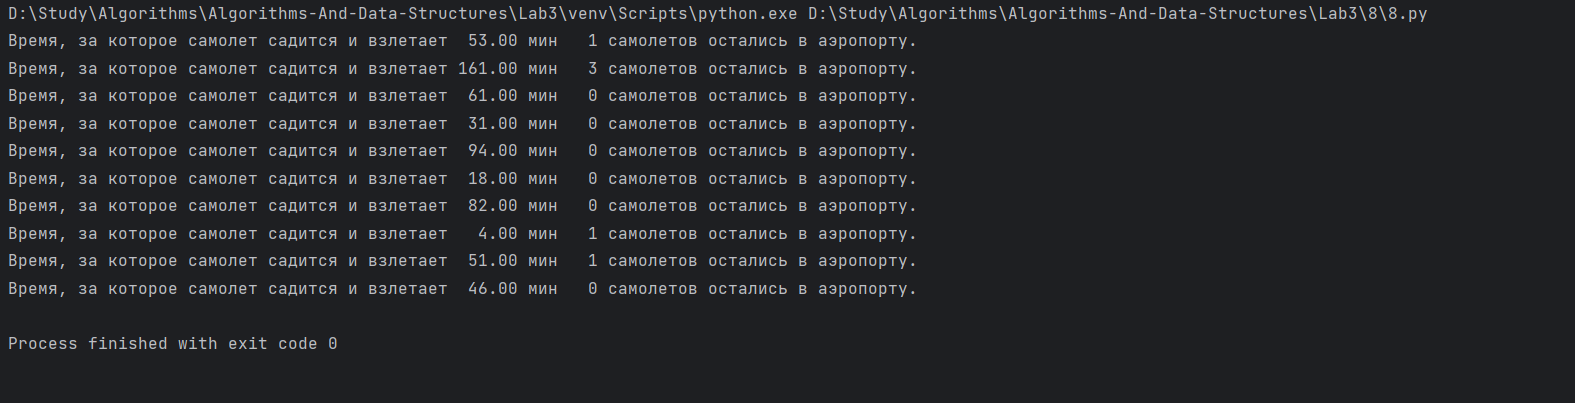 D:\Study\Algorithms\Algorithms-And-Data-Structures\Lab3\venv\Scripts\python.exe D:\Study\Algorithms\Algorithms-And-Data-Structures\Lab3\8\8.py
Время, за которое самолет садится и взлетает  53.00 мин   1 самолетов остались в аэропорту.
Время, за которое самолет садится и взлетает 161.00 мин   3 самолетов остались в аэропорту.
Время, за которое самолет садится и взлетает  61.00 мин   0 самолетов остались в аэропорту.
Время, за которое самолет садится и взлетает  31.00 мин   0 самолетов остались в аэропорту.
Время, за которое самолет садится и взлетает  94.00 мин   0 самолетов остались в аэропорту.
Время, за которое самолет садится и взлетает  18.00 мин   0 самолетов остались в аэропорту.
Время, за которое самолет садится и взлетает  82.00 мин   0 самолетов остались в аэропорту.
Время, за которое самолет садится и взлетает   4.00 мин   1 самолетов остались в аэропорту.
Время, за которое самолет садится и взлетает  51.00 мин   1 самолетов остались в аэропорту.
Время, за которое самолет садится и взлетает  46.00 мин   0 самолетов остались в аэропорту.
Process finished with exit code 0